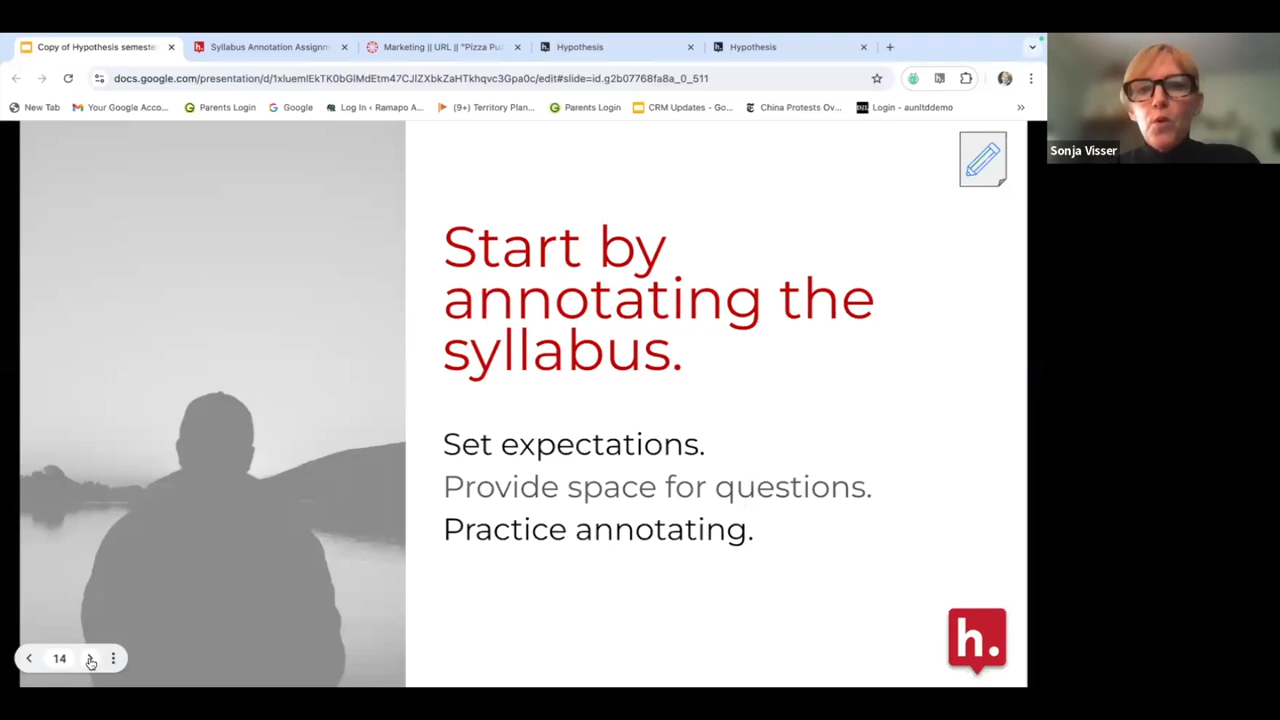 Copy of Hypothesis semeste
Syllabus Annotation Assignm
Marketing || URL || "Pizza Pu
Hypothesis
Hypothesis
docs.google.com/presentation/d/1xluemlEkTK0bGlMdEtm47CJlZXbkZaHTkhqvc3Gpa0c/edit#slide=id.g2b07768fa8a_0_511
New Tab
Your Google Acco...
Parents Login
Google
Log In ‹ Ramapo A...
(9+) Territory Plan...
Parents Login
CRM Updates - Go...
China Protests Ov...
Login - aunltddemo
Sonja Visser
Start by
annotating the
syllabus.
Set expectations.
Provide space for questions.
Practice annotating.
h.
14